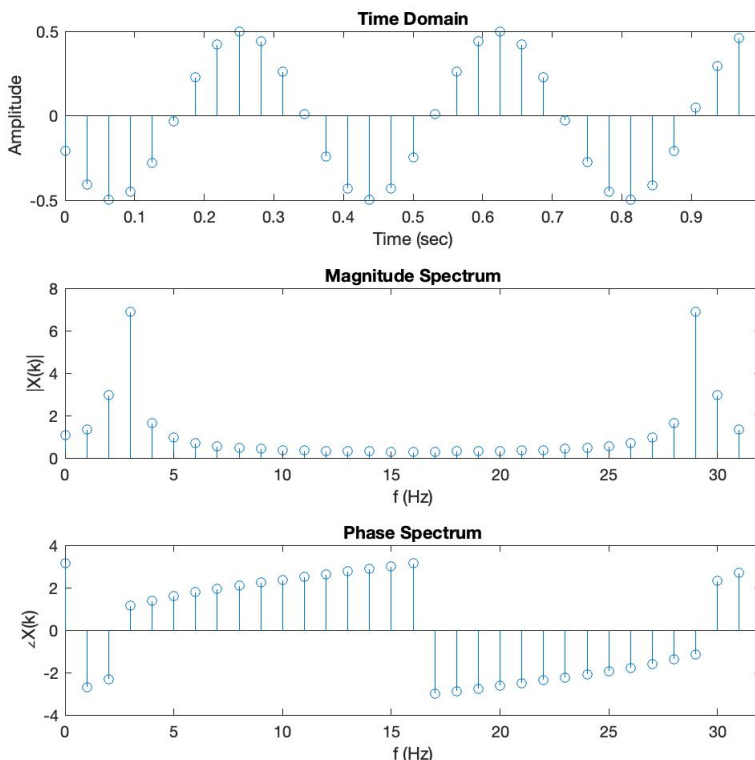 Time Domain
0.5
0
-0.5
Amplitude
0 0.1 0.2 0.3 0.4 0.5 0.6 0.7 0.8 0.9
Time (sec)
Magnitude Spectrum
8
6
4
2
0
|X(k)|
0 5 10 15 20 25 30
f (Hz)
Phase Spectrum
4
2
0
-2
-4
∠X(k)
0 5 10 15 20 25 30
f (Hz)